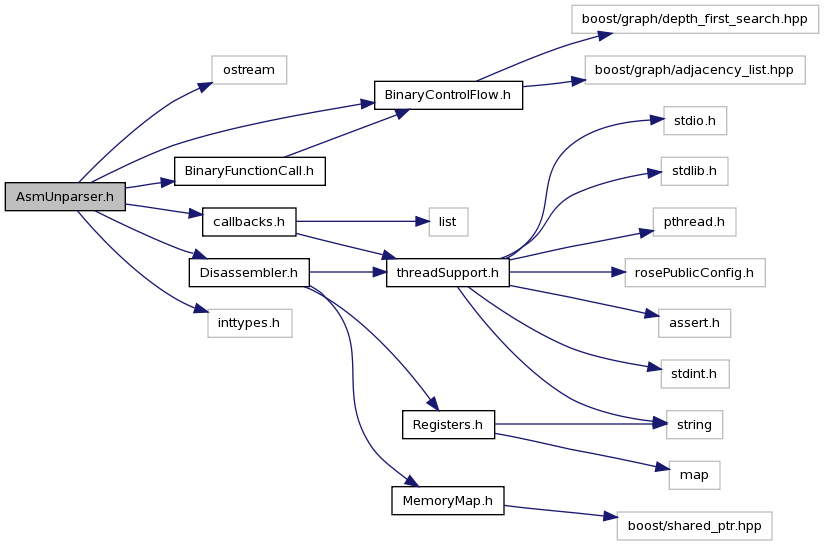 boost/graph/depth_first_search.hpp
ostream
boost/graph/adjacency_list.hpp
BinaryControlFlow.h
stdio.h
BinaryFunctionCall.h
stdlib.h
AsmUnparser.h
callbacks.h
list
pthread.h
Disassembler.h
threadSupport.h
rosePublicConfig.h
inttypes.h
assert.h
stdint.h
Registers.h
string
map
MemoryMap.h
boost/shared_ptr.hpp